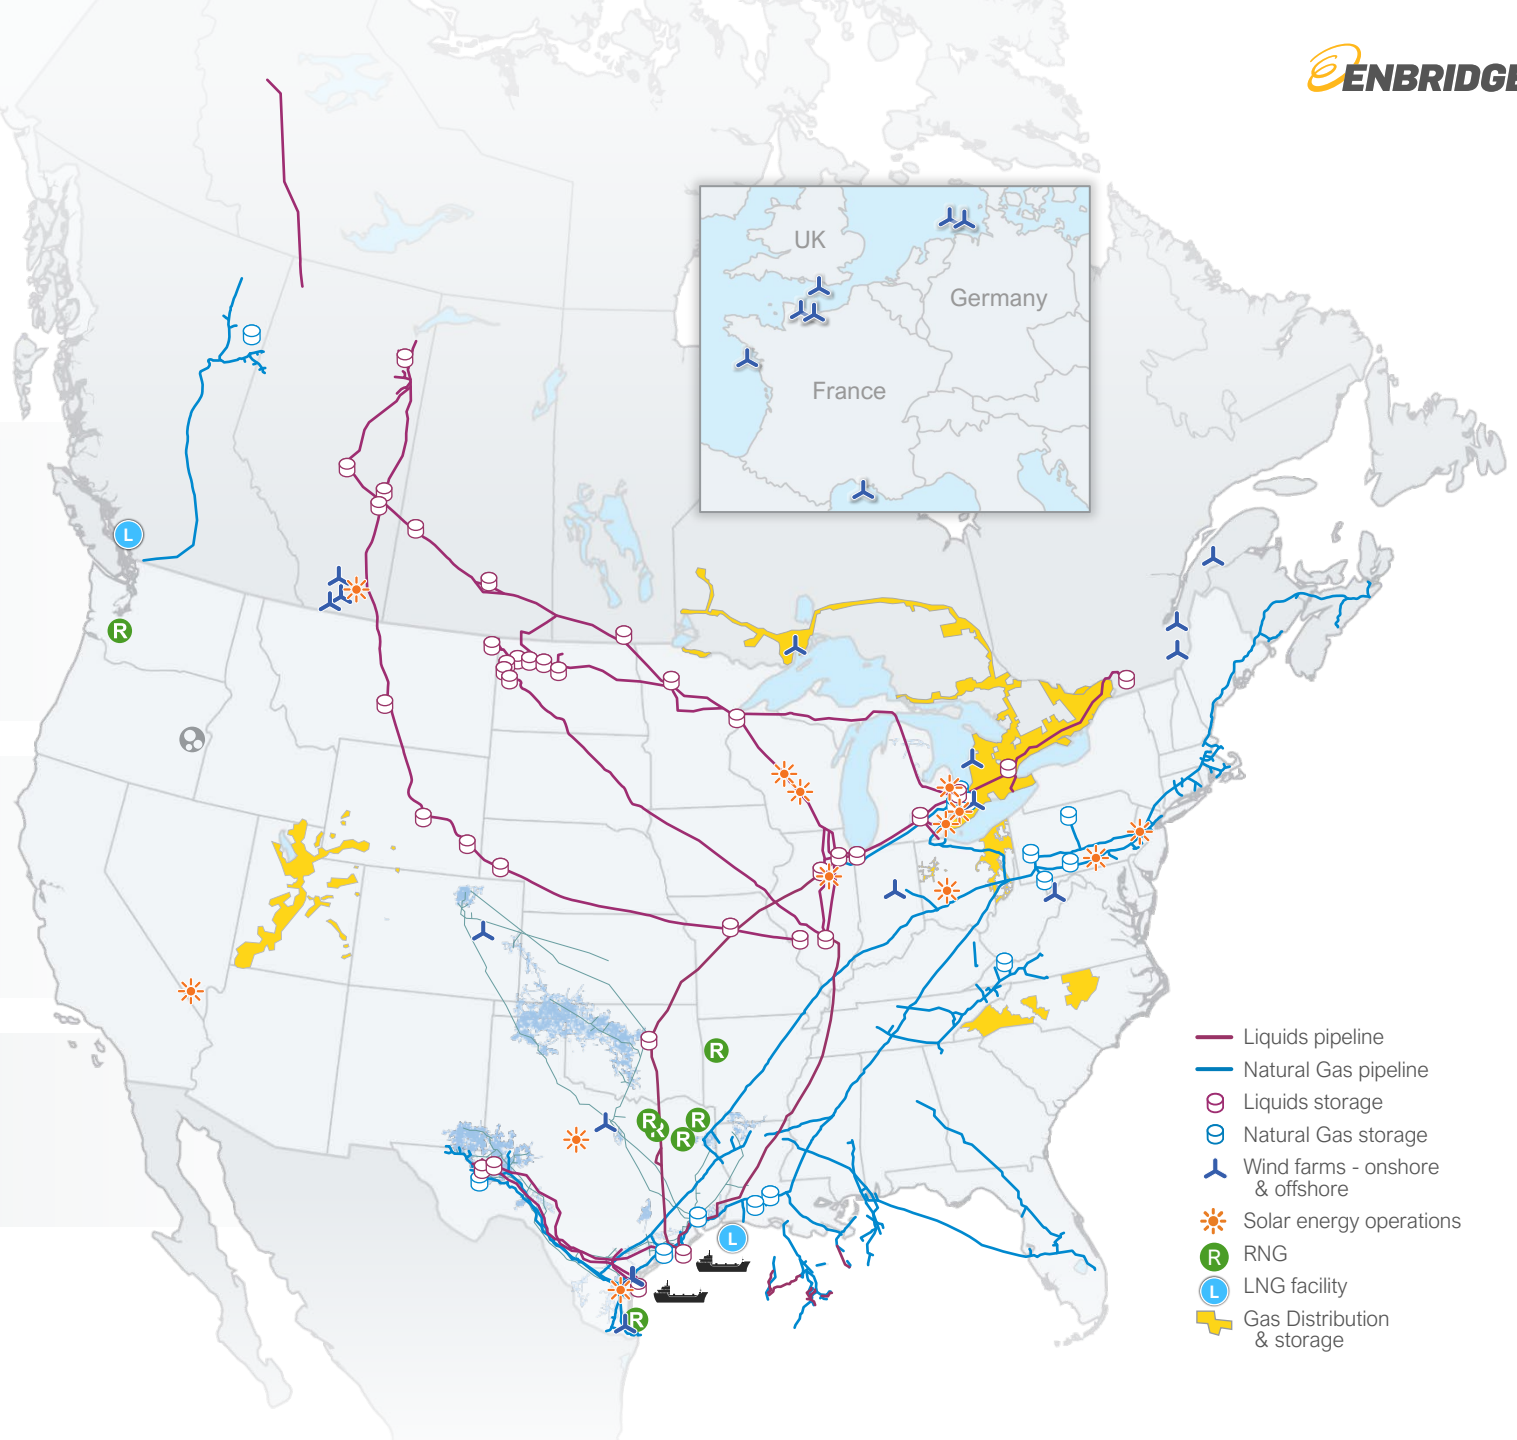 ENBRIDGE
UK
Germany
France
L
R
R
R
R
R
R
L
R
Liquids pipeline
Natural Gas pipeline
Liquids storage
Natural Gas storage
Wind farms - onshore
& offshore
Solar energy operations
R RNG
L LNG facility
Gas Distribution
& storage